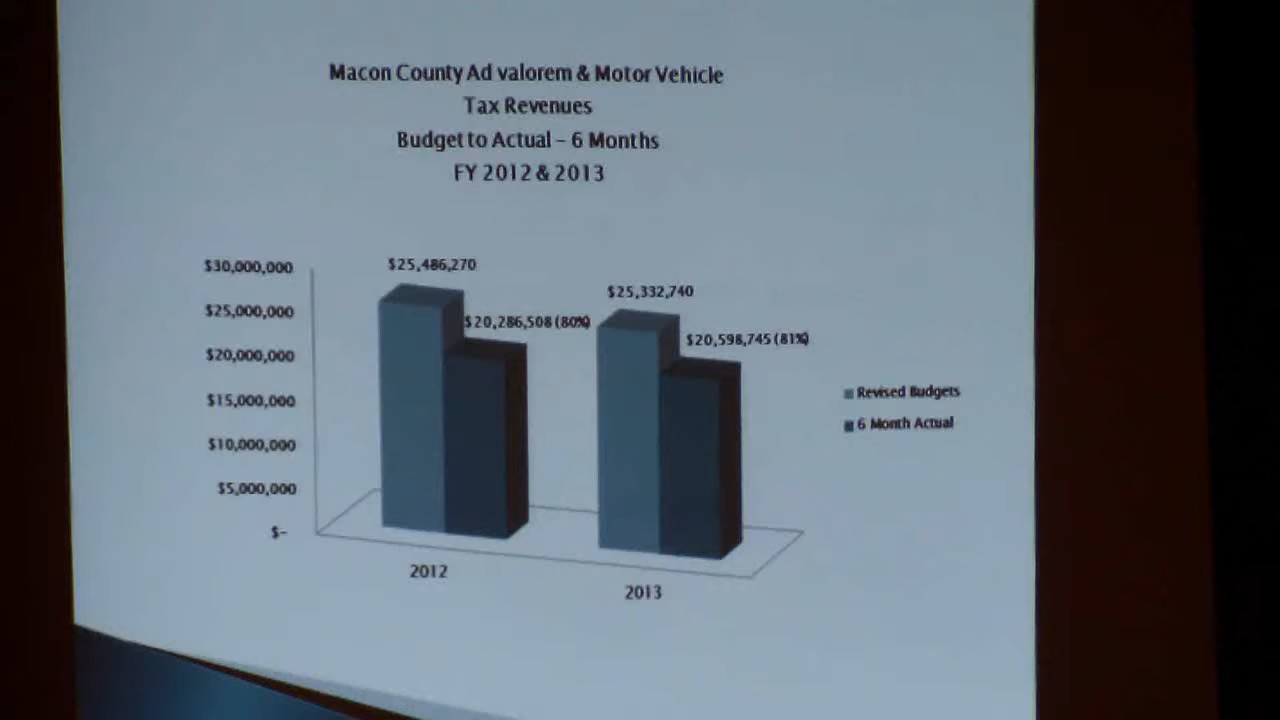 Macon County Ad valorem & Motor Vehicle
Tax Revenues
Budget to Actual – 6 Months
FY 2012 & 2013
$30,000,000
$25,000,000
$20,000,000
$15,000,000
$10,000,000
$5,000,000
$-
$25,486,270
$20,286,508 (80%)
$25,332,740
$20,598,745 (81%)
2012
2013
Revised Budgets
6 Month Actual